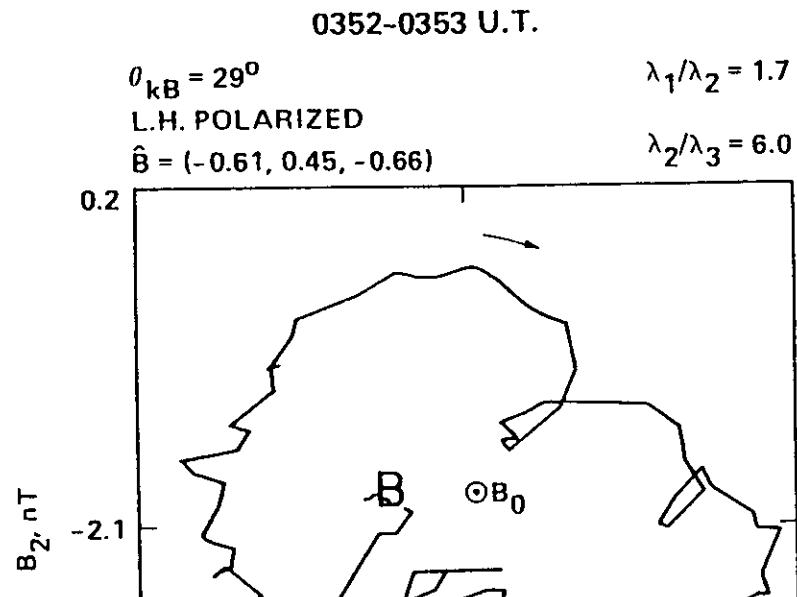 0352-0353 U.T.
θkB = 29° λ1/λ2 = 1.7
L.H. POLARIZED
B̂ = (-0.61, 0.45, -0.66) λ2/λ3 = 6.0
0.2
B
⊙B0
B2, nT
-2.1